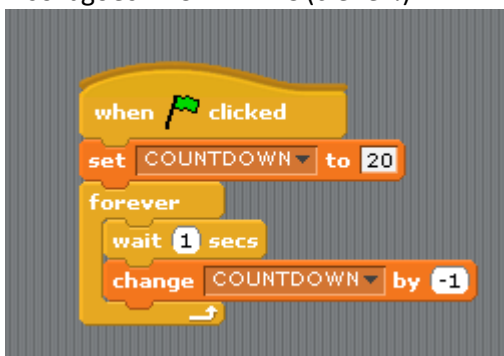 when clicked
set COUNTDOWN to 20
forever
wait 1 secs
change COUNTDOWN by -1